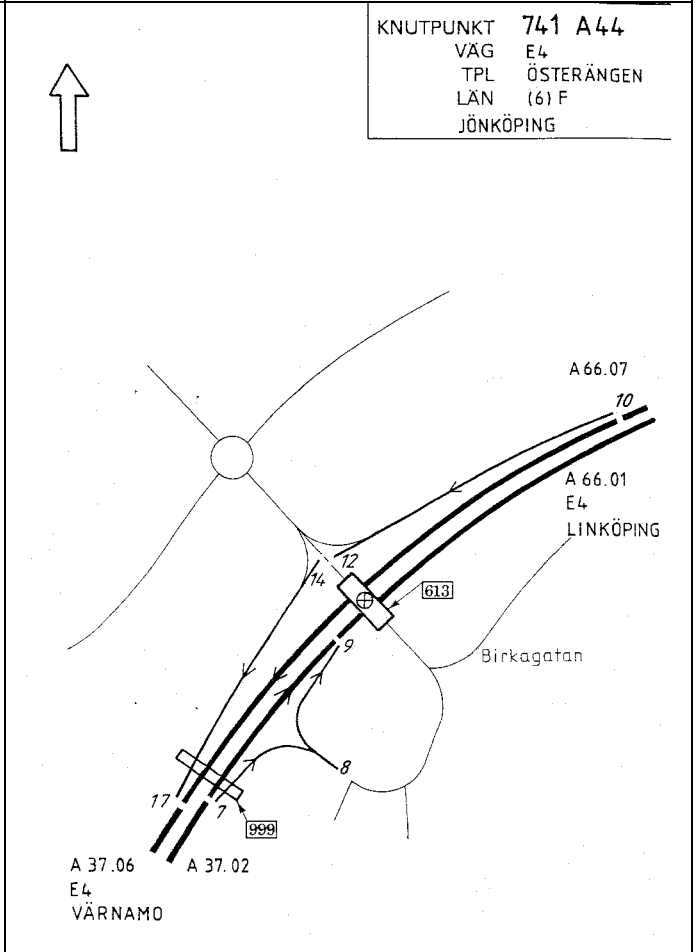 KNUTPUNKT 741 A44
VÄG E4
TPL ÖSTERÄNGEN
LÄN (6) F
JÖNKÖPING
A 66.07
10
A 66.01
E4
LINKÖPING
12
14
613
9
Birkagatan
8
17
7
999
A 37.06 A 37.02
E4
VÄRNAMO